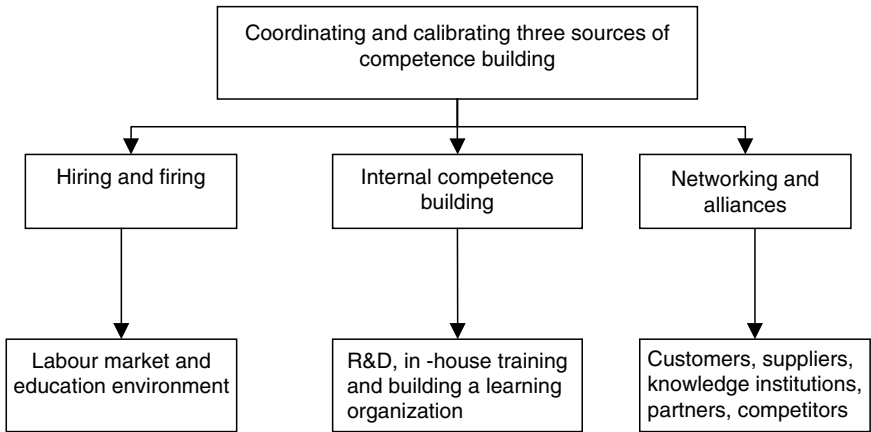 Coordinating and calibrating three sources of
competence building
Hiring and firing
Internal competence
building
Networking and
alliances
Labour market and
education environment
R&D, in -house training
and building a learning
organization
Customers, suppliers,
knowledge institutions,
partners, competitors